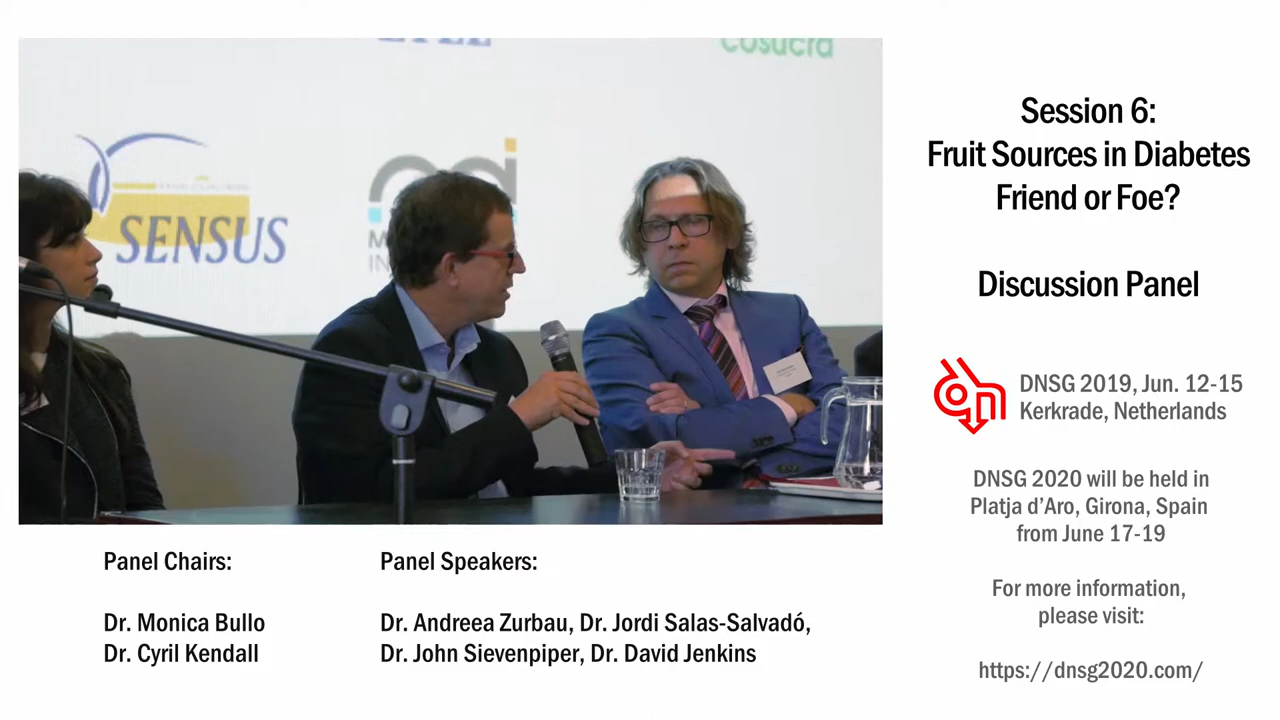 cosucra
SENSUS
Session 6:
Fruit Sources in Diabetes
Friend or Foe?
Discussion Panel
DNSG 2019, Jun. 12-15
Kerkrade, Netherlands
DNSG 2020 will be held in
Platja d'Aro, Girona, Spain
from June 17-19
For more information,
please visit:
https://dnsg2020.com/
Panel Chairs:
Dr. Monica Bullo
Dr. Cyril Kendall
Panel Speakers:
Dr. Andreea Zurbau, Dr. Jordi Salas-Salvadó,
Dr. John Sievenpiper, Dr. David Jenkins